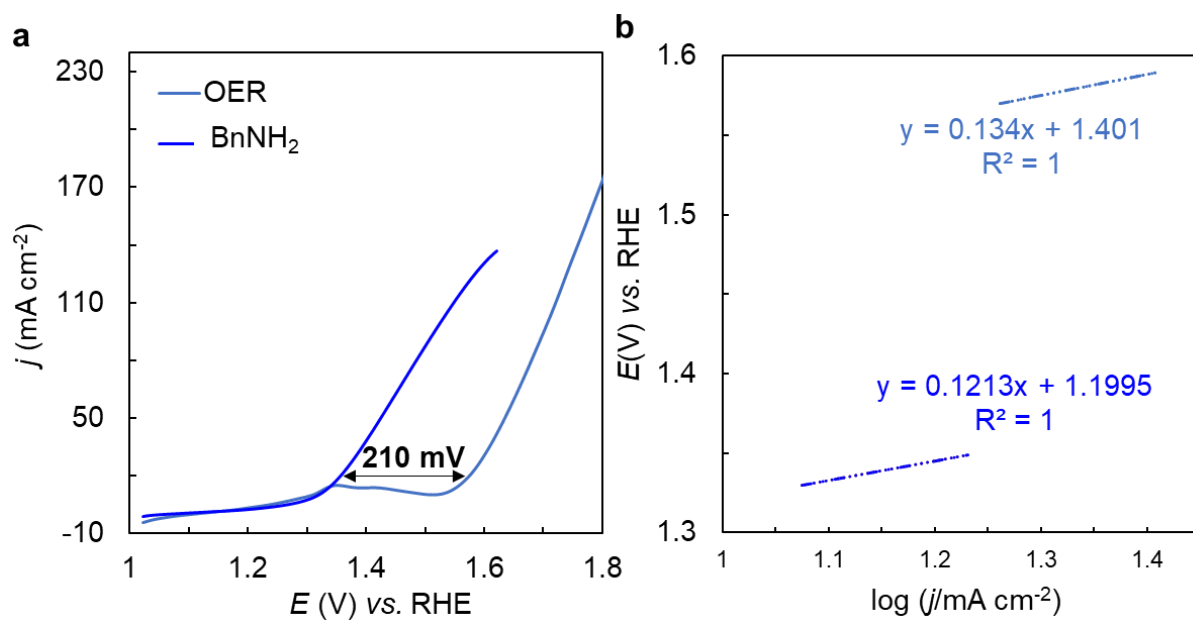 a
230
170
110
50
-10
j (mA cm⁻²)
OER
BnNH₂
210 mV
1
1.2
1.4
1.6
1.8
E (V) vs. RHE
b
1.6
1.5
1.4
1.3
E(V) vs. RHE
y = 0.134x + 1.401
R² = 1
y = 0.1213x + 1.1995
R² = 1
1
1.1
1.2
1.3
1.4
log (j/mA cm⁻²)